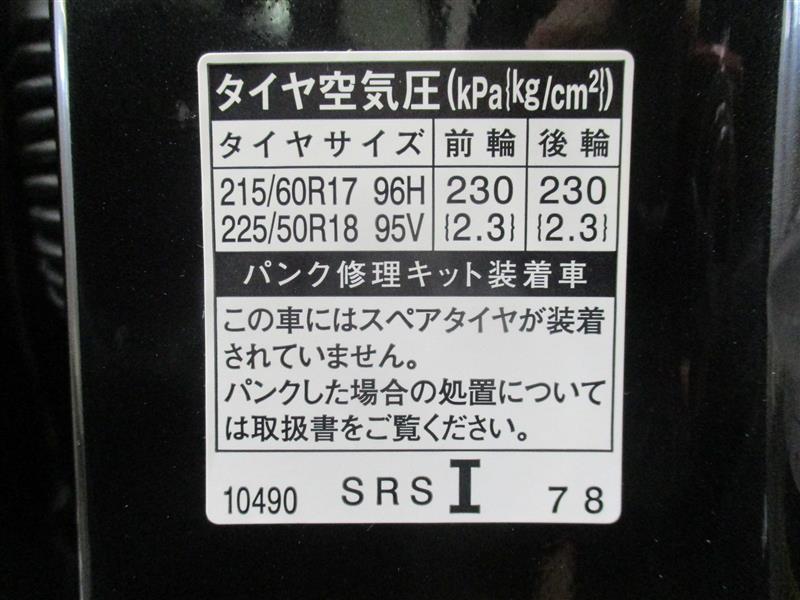 タイヤ空気圧(kPa{kg/cm²})
タイヤサイズ 前輪 後輪
215/60R17 96H 230 230
225/50R18 95V {2.3} {2.3}
パンク修理キット装着車
この車にはスペアタイヤが装着
されていません。
パンクした場合の処置について
は取扱書をご覧ください。
10490 SRS I 78